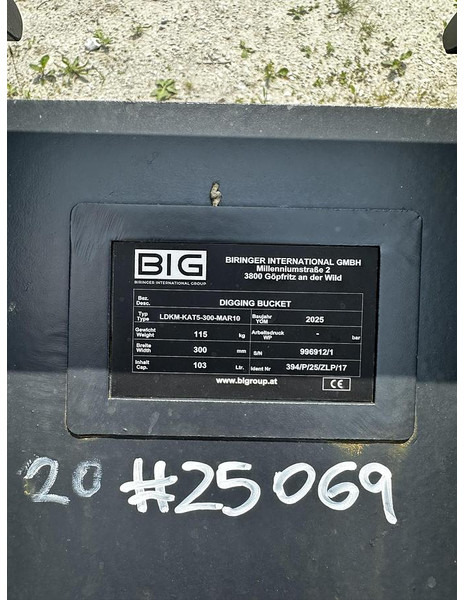 BIG
BIRINGER INTERNATIONAL GROUP
BIRINGER INTERNATIONAL GMBH
Millenniumstraße 2
3800 Göpfritz an der Wild
Bez. Desc. DIGGING BUCKET
Typ Type LDKM-KAT5-300-MAR10 Baujahr YOM 2025
Gewicht Weight 115 kg Arbeitsdruck WP - bar
Breite Width 300 mm S/N 996912/1
Inhalt Cap. 103 Ltr. Ident Nr 394/P/25/ZLP/17
www.bigroup.at CE
20 #25069